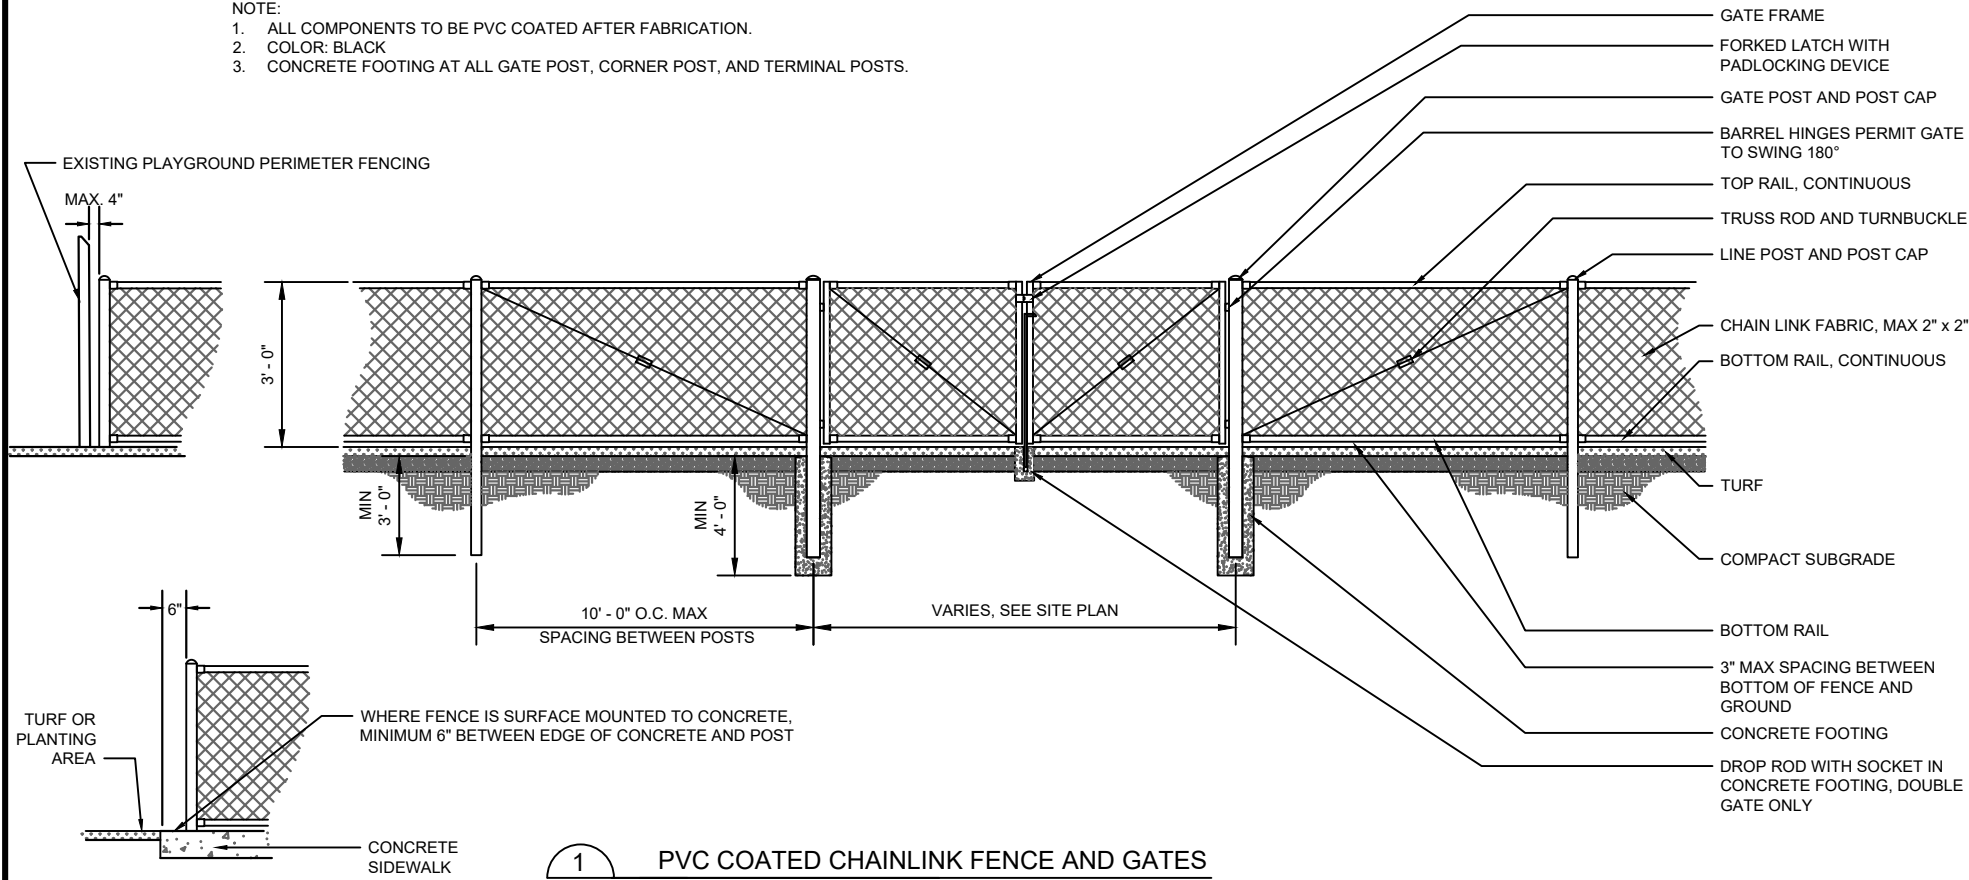 NOTE:
1. ALL COMPONENTS TO BE PVC COATED AFTER FABRICATION.
2. COLOR: BLACK
3. CONCRETE FOOTING AT ALL GATE POST, CORNER POST, AND TERMINAL POSTS.
EXISTING PLAYGROUND PERIMETER FENCING
MAX. 4"
3' - 0"
MIN
3' - 0"
MIN
4' - 0"
10' - 0" O.C. MAX
SPACING BETWEEN POSTS
VARIES, SEE SITE PLAN
GATE FRAME
FORKED LATCH WITH
PADLOCKING DEVICE
GATE POST AND POST CAP
BARREL HINGES PERMIT GATE
TO SWING 180°
TOP RAIL, CONTINUOUS
TRUSS ROD AND TURNBUCKLE
LINE POST AND POST CAP
CHAIN LINK FABRIC, MAX 2" x 2"
BOTTOM RAIL, CONTINUOUS
TURF
COMPACT SUBGRADE
BOTTOM RAIL
3" MAX SPACING BETWEEN
BOTTOM OF FENCE AND
GROUND
CONCRETE FOOTING
DROP ROD WITH SOCKET IN
CONCRETE FOOTING, DOUBLE
GATE ONLY
6"
TURF OR
PLANTING
AREA
WHERE FENCE IS SURFACE MOUNTED TO CONCRETE,
MINIMUM 6" BETWEEN EDGE OF CONCRETE AND POST
CONCRETE
SIDEWALK
1 PVC COATED CHAINLINK FENCE AND GATES